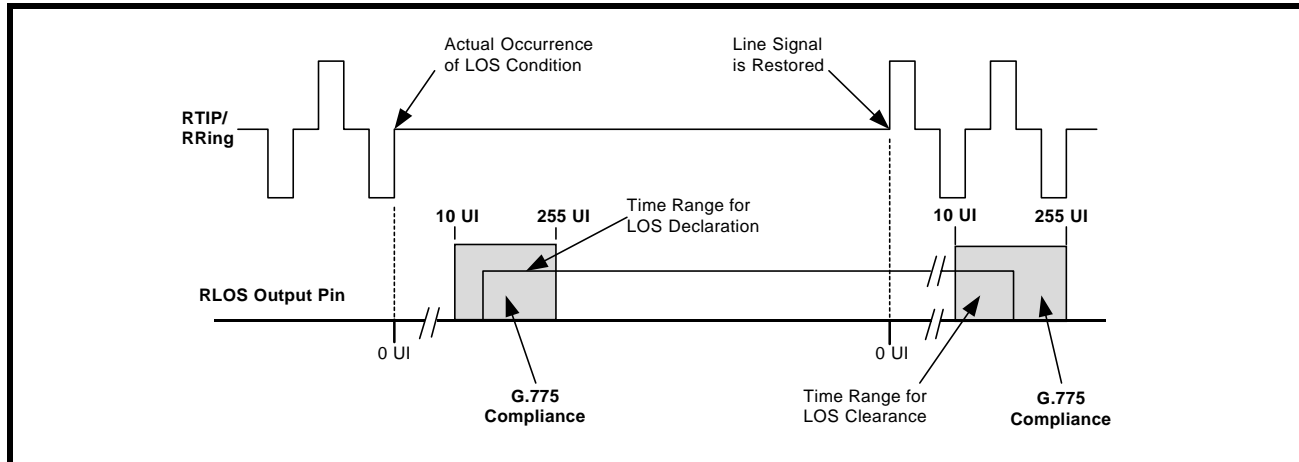 Actual Occurrence
of LOS Condition
Line Signal
is Restored
RTIP/
RRing
Time Range for
LOS Declaration
10 UI
255 UI
10 UI
255 UI
RLOS Output Pin
0 UI
0 UI
G.775
Compliance
Time Range for
LOS Clearance
G.775
Compliance